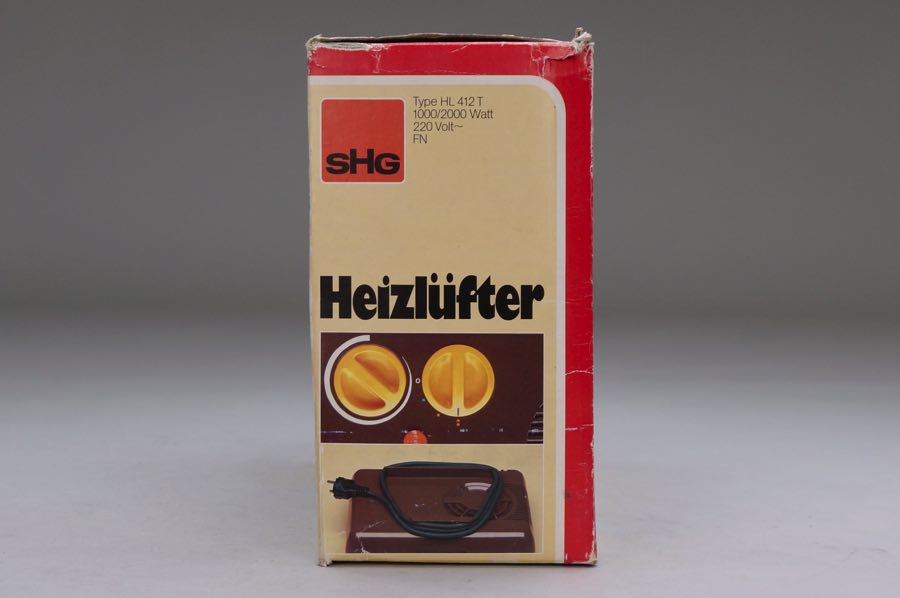 SHG
Type HL 412 T
1000/2000 Watt
220 Volt~
FN
Heizlüfter